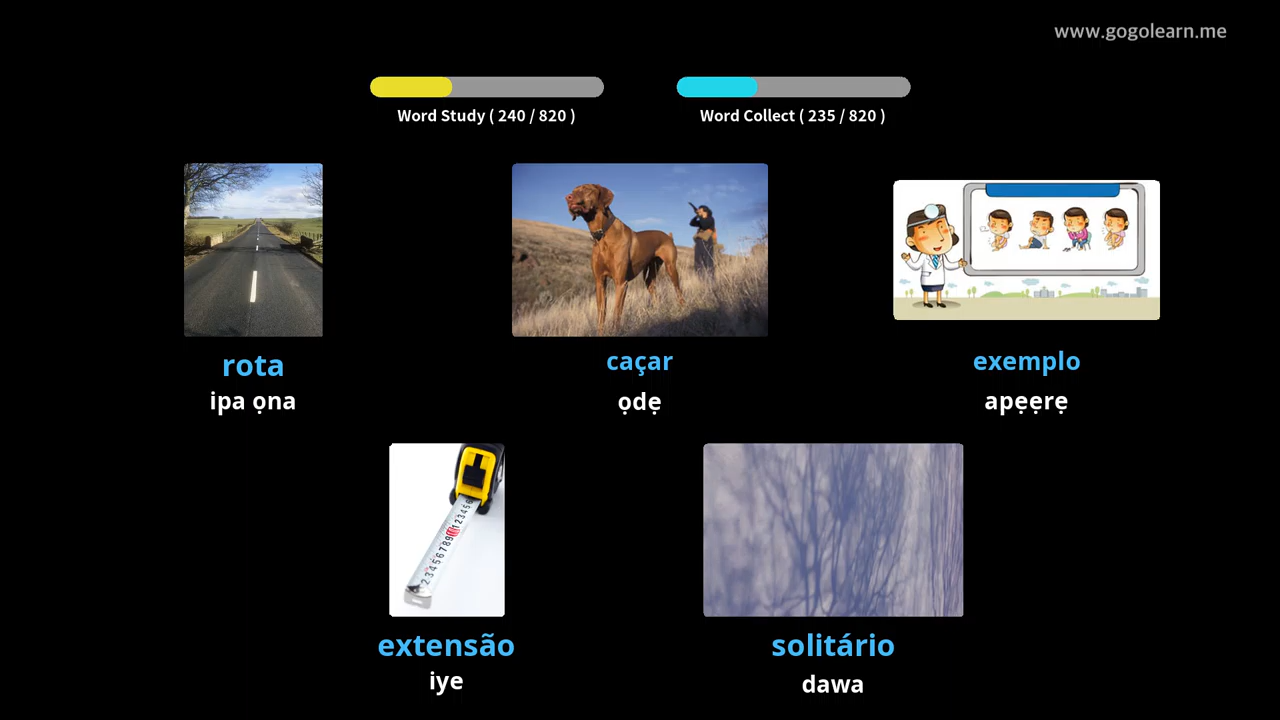 www.gogolearn.me
Word Study ( 240 / 820 )
Word Collect ( 235 / 820 )
rota
ipa ọna
caçar
ọdẹ
exemplo
apẹẹrẹ
extensão
iye
solitário
dawa